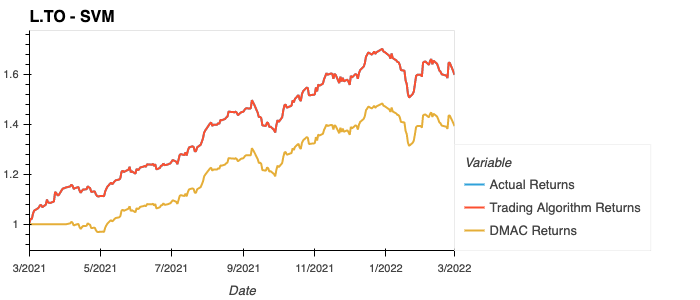 L.TO - SVM
1.6
1.4
1.2
1
3/2021 5/2021 7/2021 9/2021 11/2021 1/2022 3/2022
Date
Variable
Actual Returns
Trading Algorithm Returns
DMAC Returns